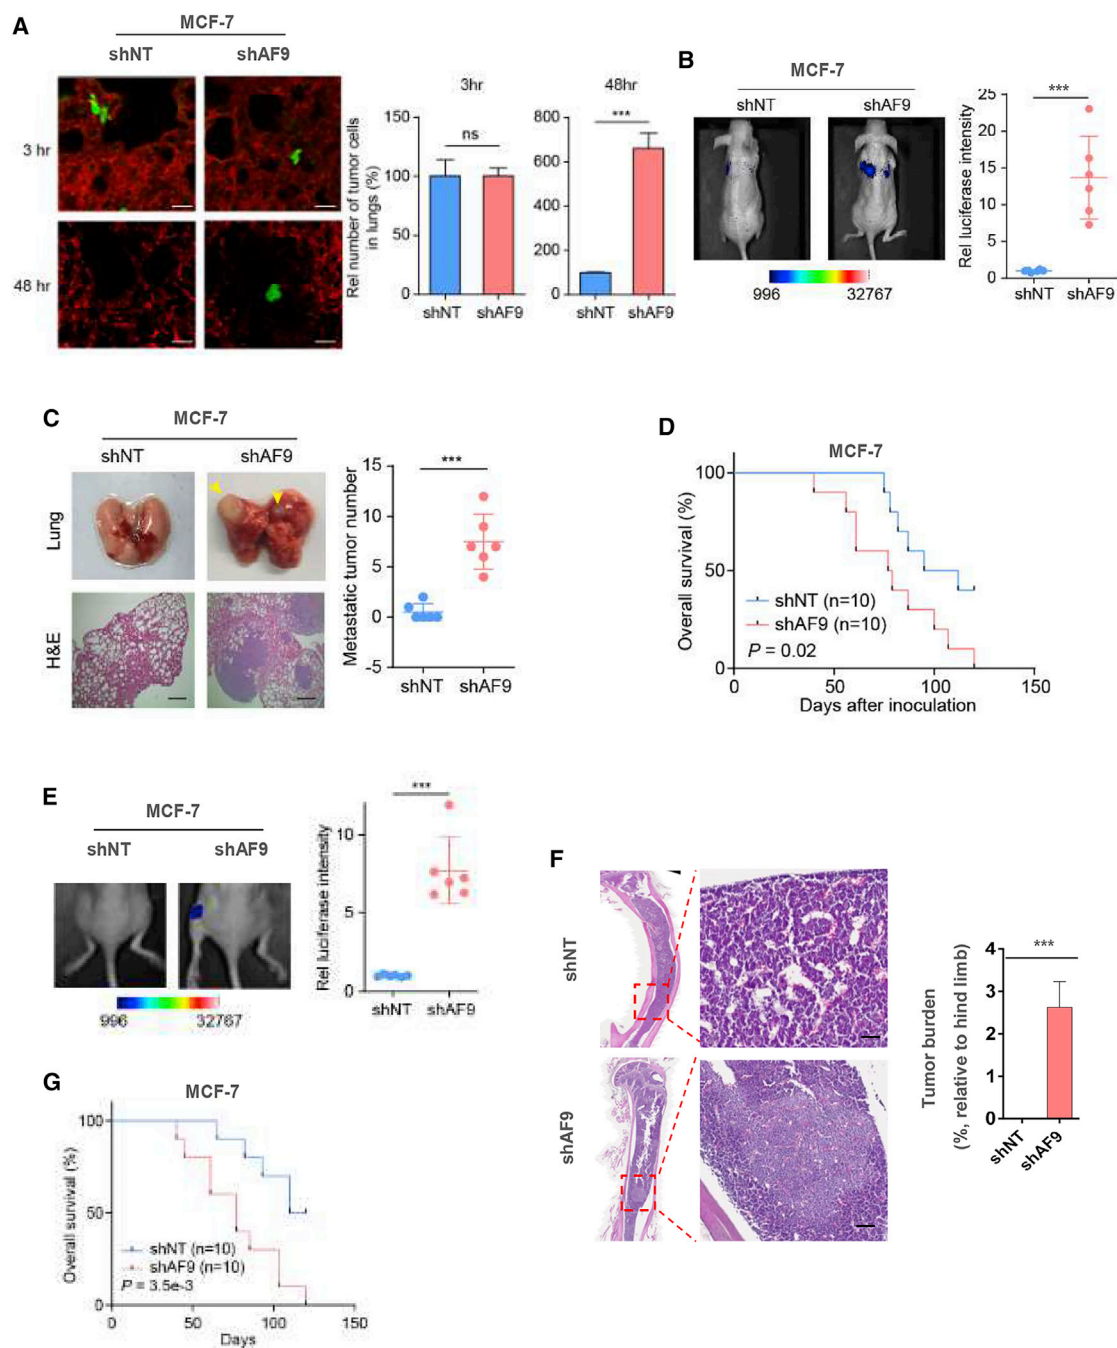 A
MCF-7
shNT shAF9
3 hr
48 hr
3hr
Rel number of tumor cells
in lungs (%)
150
100
50
0
ns
shNT shAF9
48hr
800
600
400
200
0
***
shNT shAF9
B
MCF-7
shNT shAF9
996 32767
Rel luciferase intensity
25
20
15
10
5
0
***
shNT shAF9
C
MCF-7
shNT shAF9
Lung
H&E
Metastatic tumor number
15
10
5
0
-5
***
shNT shAF9
D
MCF-7
Overall survival (%)
100
50
0
shNT (n=10)
shAF9 (n=10)
P = 0.02
0 50 100 150
Days after inoculation
E
MCF-7
shNT shAF9
996 32767
Rel luciferase intensity
10
5
0
***
shNT shAF9
F
shNT
shAF9
Tumor burden
(%, relative to hind limb)
4
3
2
1
0
***
shNT shAF9
G
MCF-7
Overall survival (%)
100
50
0
shNT (n=10)
shAF9 (n=10)
P = 3.5e-3
0 50 100 150
Days